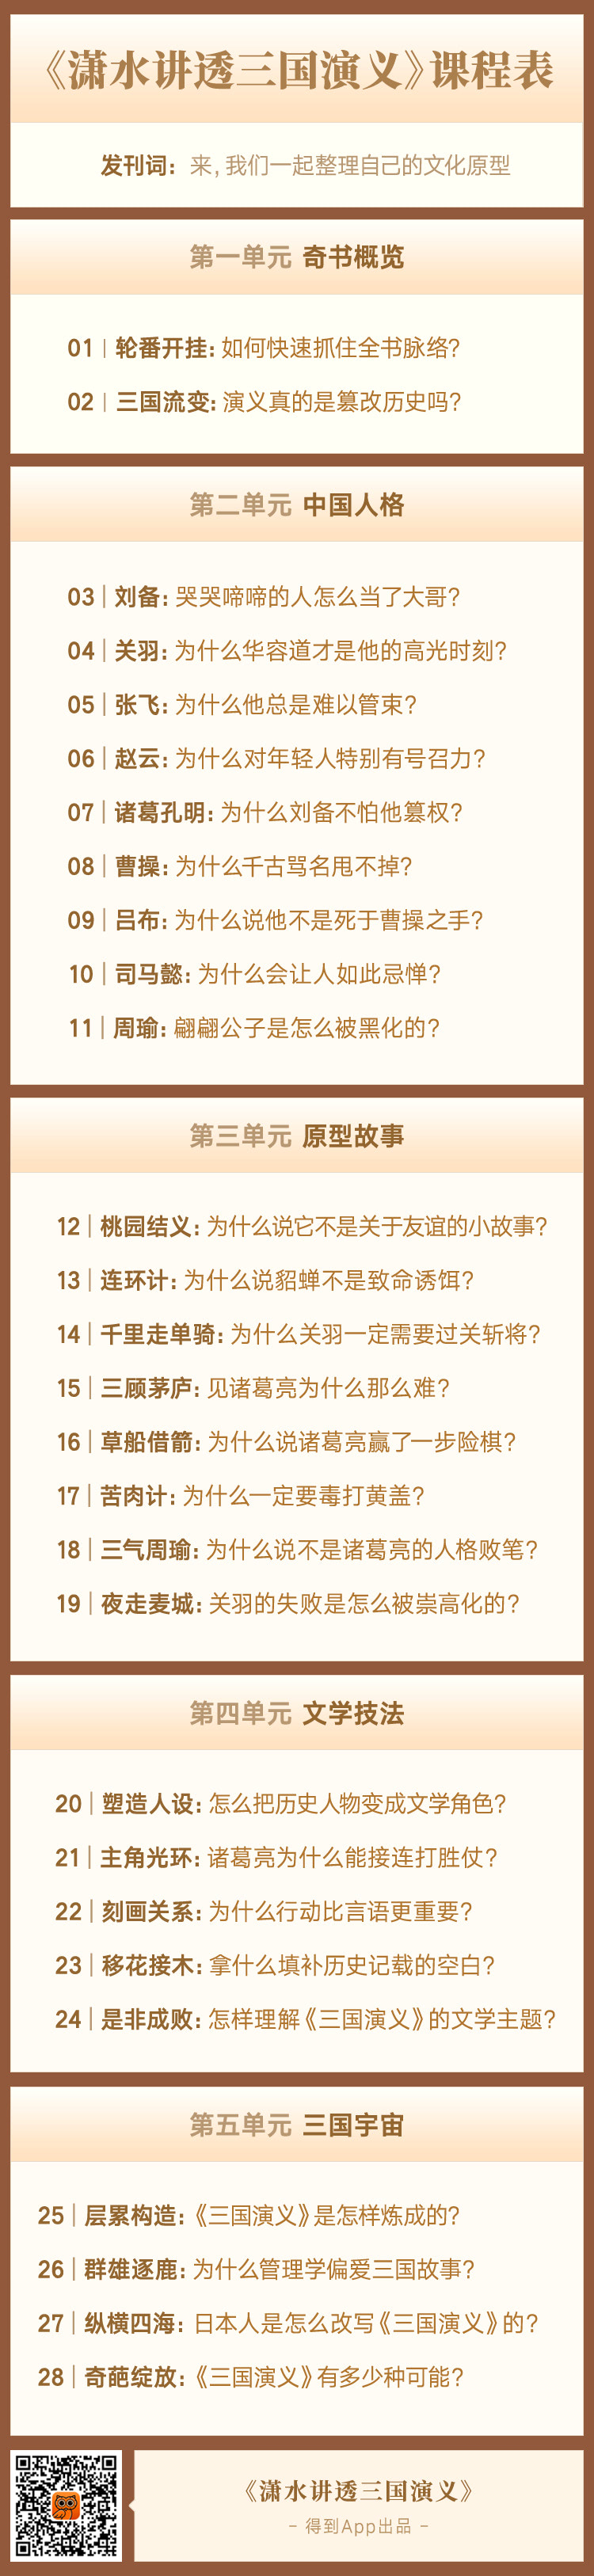 《潇水讲透三国演义》课程表
发刊词：来，我们一起整理自己的文化原型
第一单元 奇书概览
01 | 轮番开挂：如何快速抓住全书脉络？
02 | 三国流变：演义真的是篡改历史吗？
第二单元 中国人格
03 | 刘备：哭哭啼啼的人怎么当了大哥？
04 | 关羽：为什么华容道才是他的高光时刻？
05 | 张飞：为什么他总是难以管束？
06 | 赵云：为什么对年轻人特别有号召力？
07 | 诸葛孔明：为什么刘备不怕他篡权？
08 | 曹操：为什么千古骂名甩不掉？
09 | 吕布：为什么说他不是死于曹操之手？
10 | 司马懿：为什么会让人如此忌惮？
11 | 周瑜：翩翩公子是怎么被黑化的？
第三单元 原型故事
12 | 桃园结义：为什么说它不是关于友谊的小故事？
13 | 连环计：为什么说貂蝉不是致命诱饵？
14 | 千里走单骑：为什么关羽一定需要过关斩将？
15 | 三顾茅庐：见诸葛亮为什么那么难？
16 | 草船借箭：为什么说诸葛亮赢了一步险棋？
17 | 苦肉计：为什么一定要毒打黄盖？
18 | 三气周瑜：为什么说不是诸葛亮的人格败笔？
19 | 夜走麦城：关羽的失败是怎么被崇高化的？
第四单元 文学技法
20 | 塑造人设：怎么把历史人物变成文学角色？
21 | 主角光环：诸葛亮为什么能接连打胜仗？
22 | 刻画关系：为什么行动比言语更重要？
23 | 移花接木：拿什么填补历史记载的空白？
24 | 是非成败：怎样理解《三国演义》的文学主题？
第五单元 三国宇宙
25 | 层累构造：《三国演义》是怎样炼成的？
26 | 群雄逐鹿：为什么管理学偏爱三国故事？
27 | 纵横四海：日本人是怎么改写《三国演义》的？
28 | 奇葩绽放：《三国演义》有多少种可能？
《潇水讲透三国演义》
- 得到App出品 -